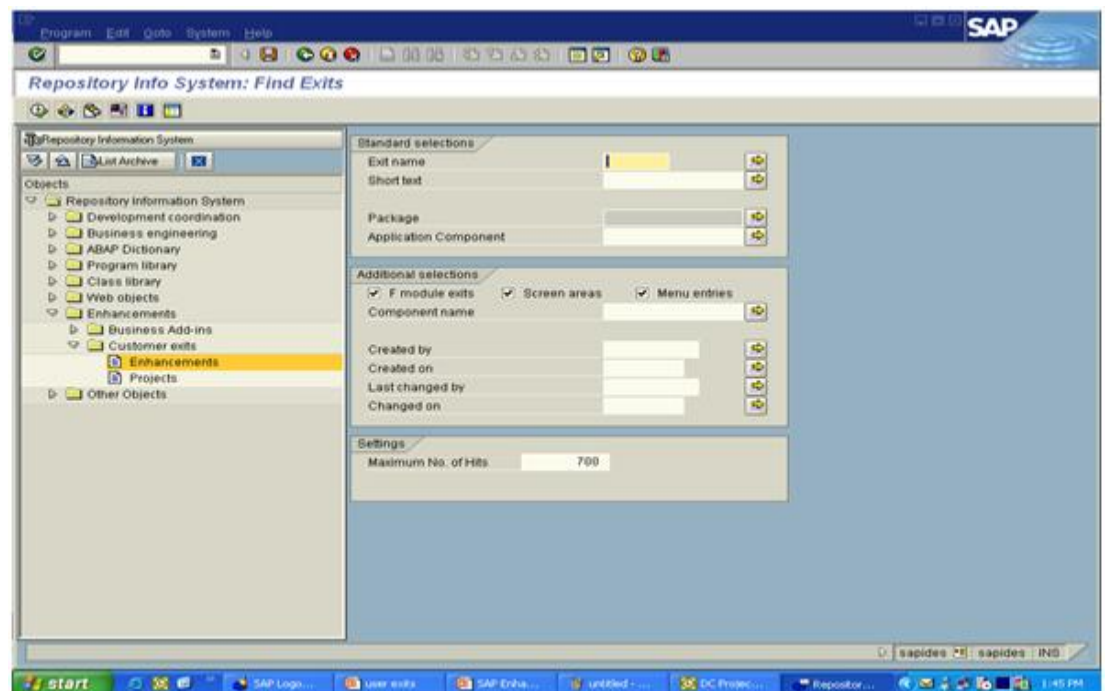 Program Edit Goto System Help
SAP
Repository Info System: Find Exits
Repository Information System
List Archive
Objects
Repository Information System
Development coordination
Business engineering
ABAP Dictionary
Program library
Class library
Web objects
Enhancements
Business Add-ins
Customer exits
Enhancements
Projects
Other Objects
Standard selections
Exit name
Short text
Package
Application Component
Additional selections
F module exits Screen areas Menu entries
Component name
Created by
Created on
Last changed by
Changed on
Settings
Maximum No. of Hits 700
sapides sapides INS
start SAP Logo... user exits SAP Enha... untitled - ... DC Projec... Repositor... 1:45 PM